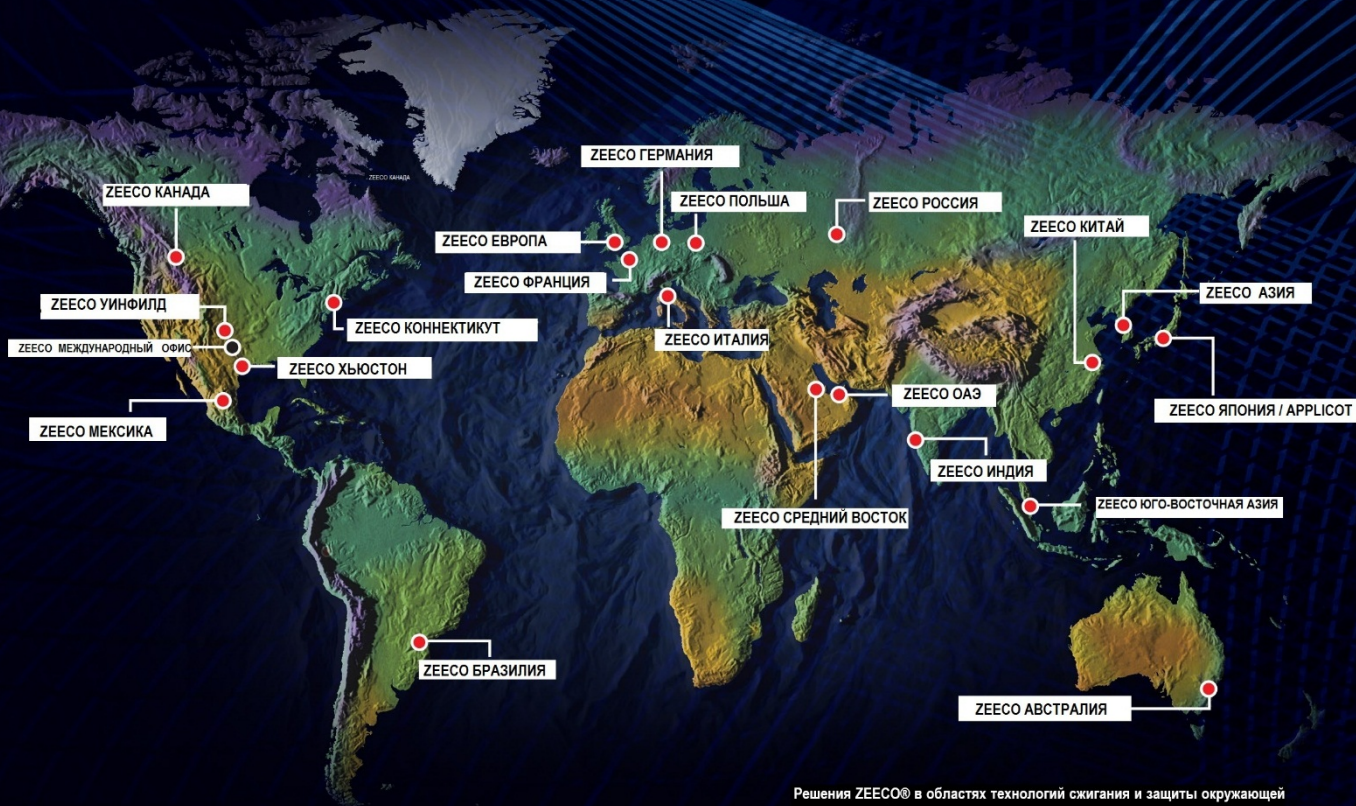 ZEECO ГЕРМАНИЯ
ZEECO КАНАДА
ZEECO КАНАДА
ZEECO ПОЛЬША
ZEECO РОССИЯ
ZEECO КИТАЙ
ZEECO ЕВРОПА
ZEECO ФРАНЦИЯ
ZEECO АЗИЯ
ZEECO УИНФИЛД
ZEECO КОННЕКТИКУТ
ZEECO ИТАЛИЯ
ZEECO МЕЖДУНАРОДНЫЙ ОФИС
ZEECO ХЬЮСТОН
ZEECO ОАЭ
ZEECO ЯПОНИЯ / APPLICOT
ZEECO МЕКСИКА
ZEECO ИНДИЯ
ZEECO ЮГО-ВОСТОЧНАЯ АЗИЯ
ZEECO СРЕДНИЙ ВОСТОК
ZEECO БРАЗИЛИЯ
ZEECO АВСТРАЛИЯ
Решения ZEECO® в областях технологий сжигания и защиты окружающей